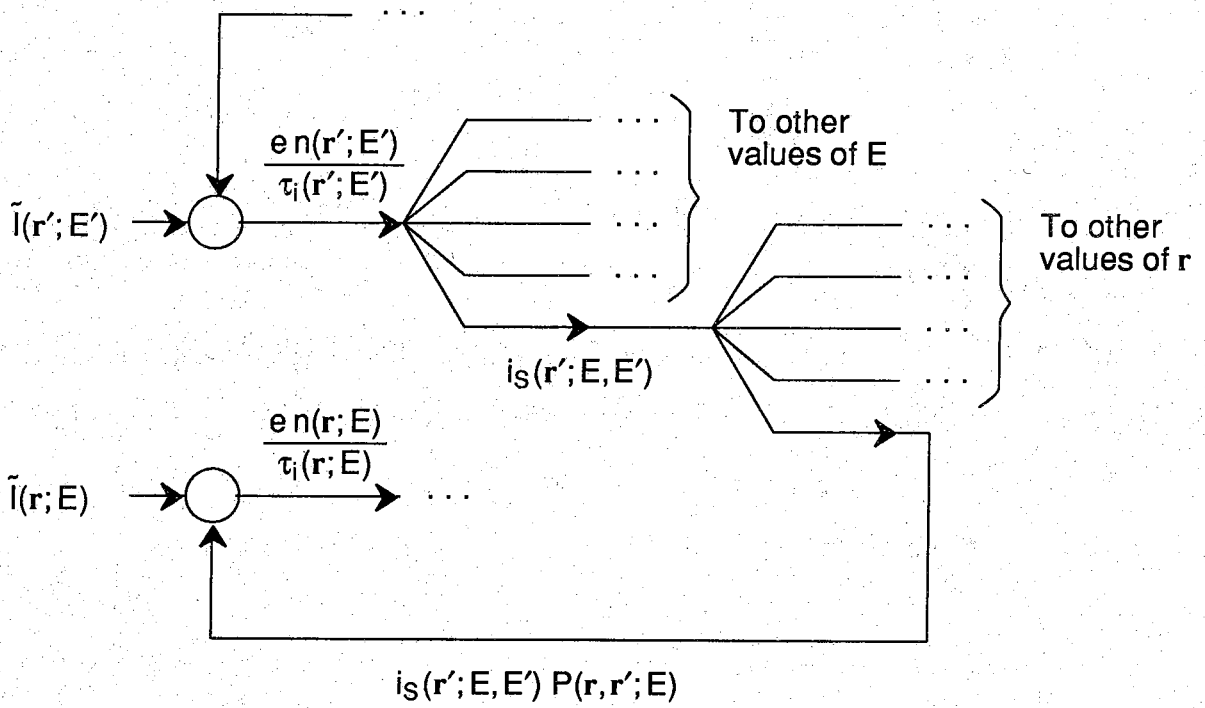 . . .
e n(r′; E′)
τi(r′; E′)
Ĩ(r′; E′)
. . .
. . .
. . .
. . .
To other
values of E
. . .
. . .
. . .
. . .
To other
values of r
iS(r′; E, E′)
e n(r; E)
τi(r; E)
Ĩ(r; E)
. . .
iS(r′; E, E′) P(r, r′; E)